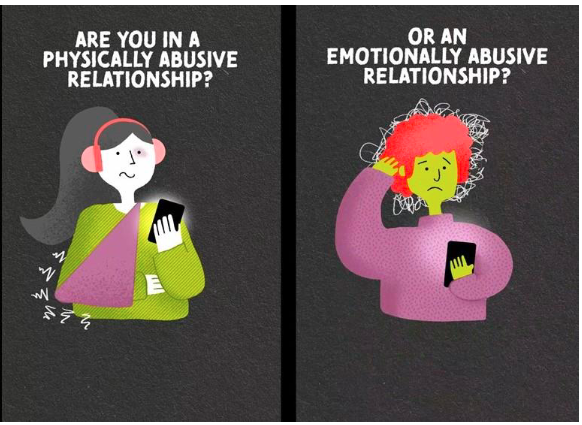 ARE YOU IN A
PHYSICALLY ABUSIVE
RELATIONSHIP?
OR AN
EMOTIONALLY ABUSIVE
RELATIONSHIP?